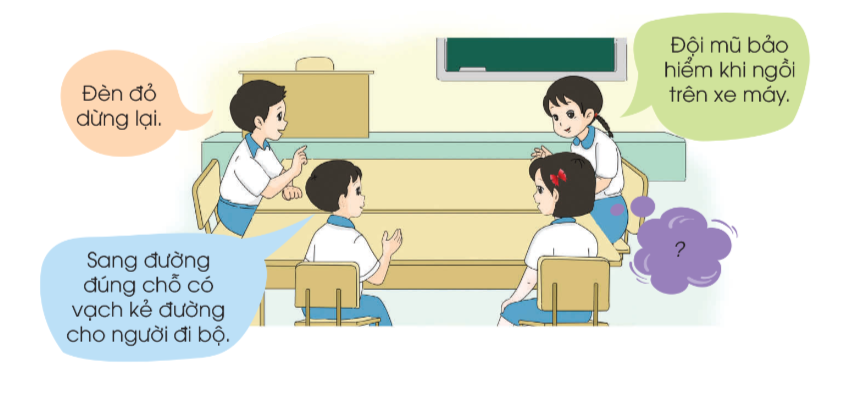 Đèn đỏ
dừng lại.
Đội mũ bảo
hiểm khi ngồi
trên xe máy.
Sang đường
đúng chỗ có
vạch kẻ đường
cho người đi bộ.
?